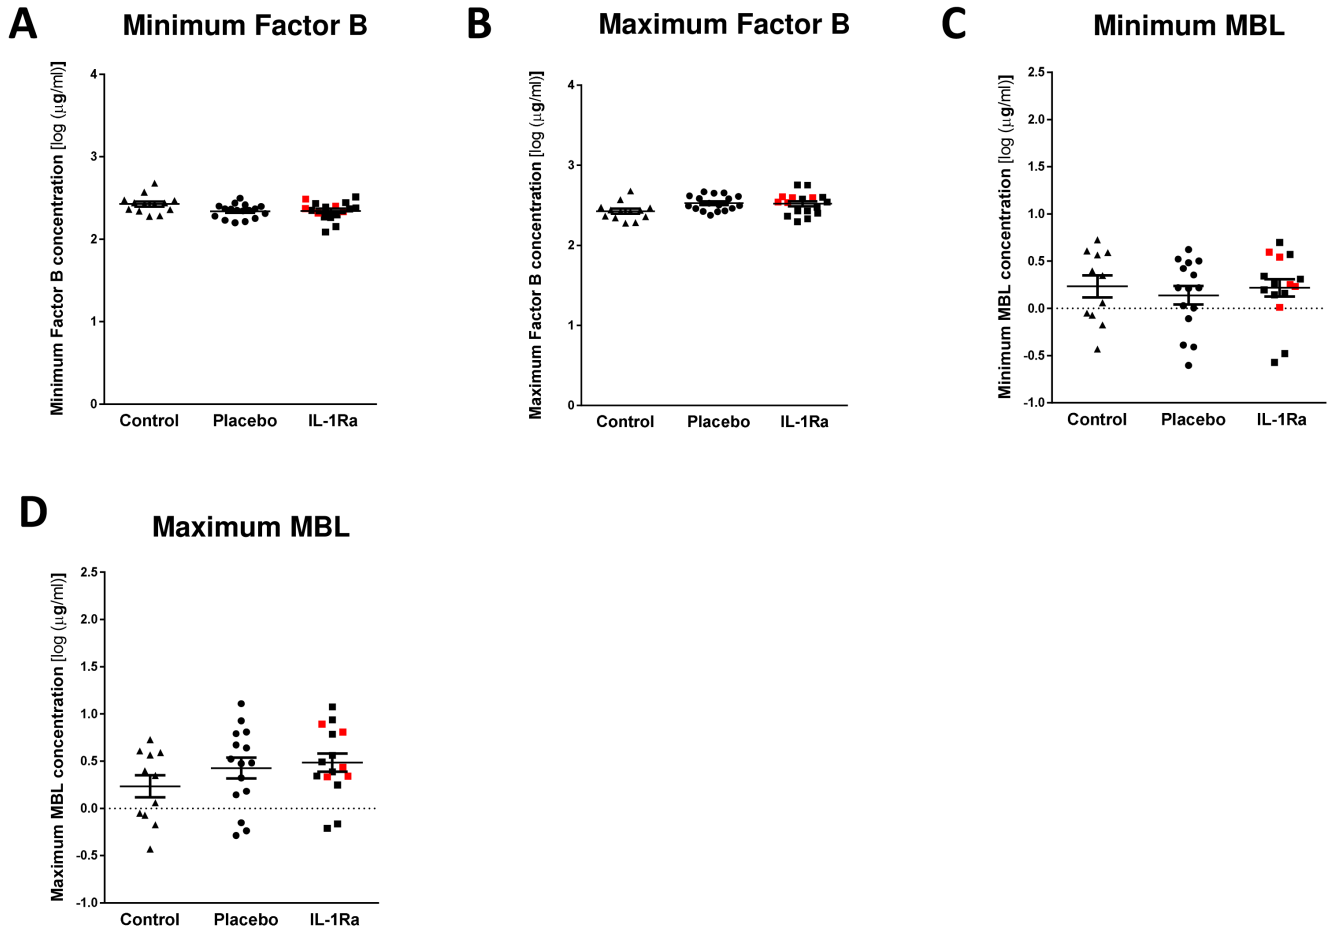 A
Minimum Factor B
Minimum Factor B concentration [log (µg/ml)]
4
3
2
1
0
Control Placebo IL-1Ra
B
Maximum Factor B
Maximum Factor B concentration [log (µg/ml)]
4
3
2
1
0
Control Placebo IL-1Ra
C
Minimum MBL
Minimum MBL concentration [log (µg/ml)]
2.5
2.0
1.5
1.0
0.5
0.0
-0.5
-1.0
Control Placebo IL-1Ra
D
Maximum MBL
Maximum MBL concentration [log (µg/ml)]
2.5
2.0
1.5
1.0
0.5
0.0
-0.5
-1.0
Control Placebo IL-1Ra